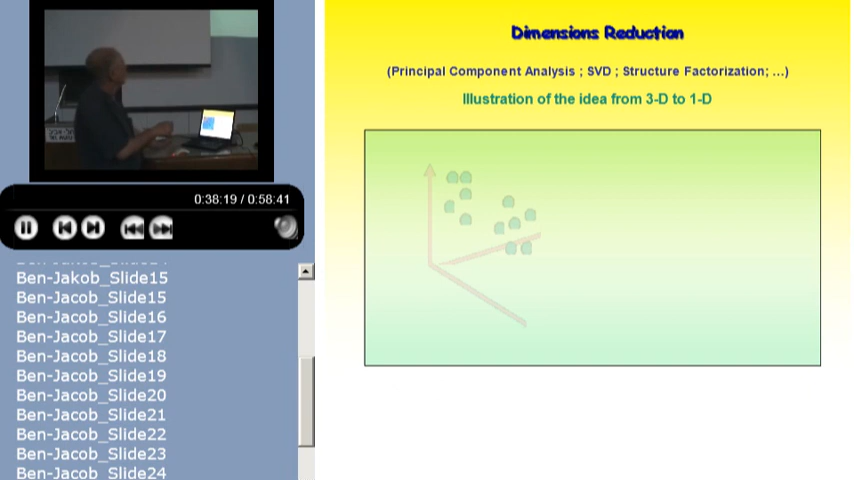 Dimensions Reduction
(Principal Component Analysis ; SVD ; Structure Factorization; ...)
Illustration of the idea from 3-D to 1-D
0:38:19 / 0:58:41
Ben-Jakob_Slide15
Ben-Jacob_Slide15
Ben-Jacob_Slide16
Ben-Jacob_Slide17
Ben-Jacob_Slide18
Ben-Jacob_Slide19
Ben-Jacob_Slide20
Ben-Jacob_Slide21
Ben-Jacob_Slide22
Ben-Jacob_Slide23
Ben-Jacob_Slide24